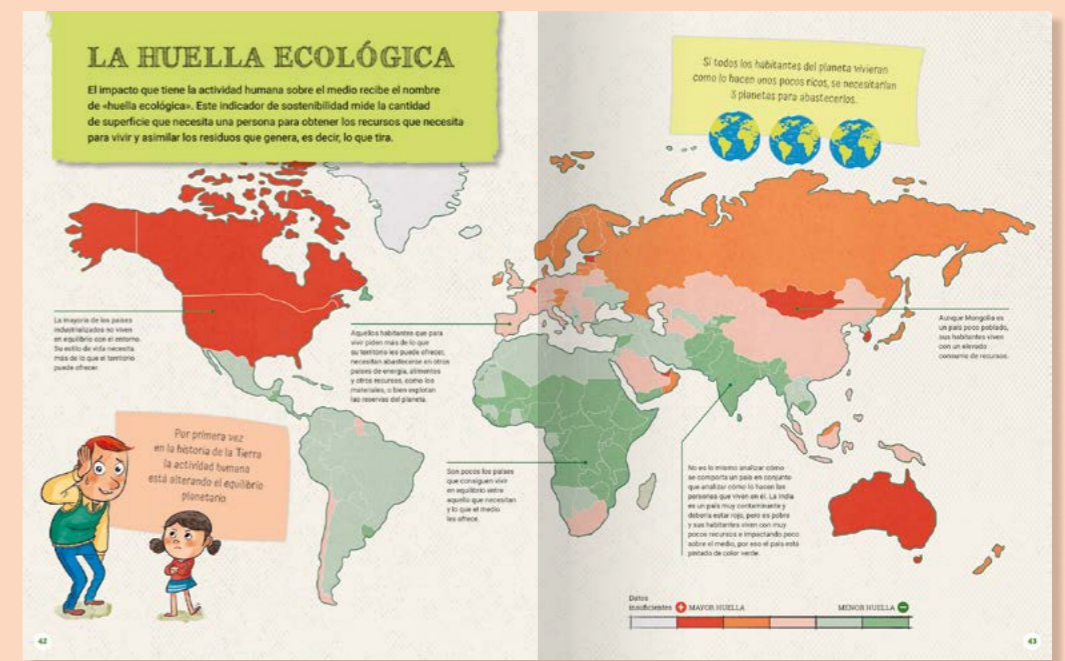 LA HUELLA ECOLÓGICA
El impacto que tiene la actividad humana sobre el medio recibe el nombre
de «huella ecológica». Este indicador de sostenibilidad mide la cantidad
de superficie que necesita una persona para obtener los recursos que necesita
para vivir y asimilar los residuos que genera, es decir, lo que tira.
Si todos los habitantes del planeta vivieran
como lo hacen unos pocos ricos, se necesitarían
3 planetas para abastecerlos.
La mayoría de los países
industrializados no viven
en equilibrio con el entorno.
Su estilo de vida necesita
más de lo que el territorio
puede ofrecer.
Aquellos habitantes que para
vivir piden más de lo que
su territorio les puede ofrecer,
necesitan abastecerse en otros
países de energía, alimentos
y otros recursos, como los
materiales, o bien explotan
las reservas del planeta.
Aunque Mongolia es
un país poco poblado,
sus habitantes viven
con un elevado
consumo de recursos.
Por primera vez
en la historia de la Tierra
la actividad humana
está alterando el equilibrio
planetario.
Son pocos los países
que consiguen vivir
en equilibrio entre
aquello que necesitan
y lo que el medio
les ofrece.
No es lo mismo analizar cómo
se comporta un país en conjunto
que analizar cómo lo hacen las
personas que viven en él. La India
es un país muy contaminante y
debería estar rojo, pero es pobre
y sus habitantes viven con muy
pocos recursos e impactando poco
sobre el medio, por eso el país está
pintado de color verde.
Datos
insuficientes + MAYOR HUELLA MENOR HUELLA −
42
43